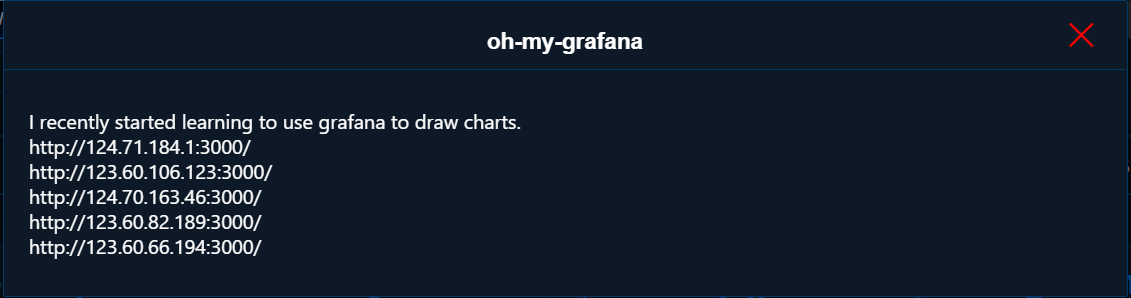 oh-my-grafana
I recently started learning to use grafana to draw charts.
http://124.71.184.1:3000/
http://123.60.106.123:3000/
http://124.70.163.46:3000/
http://123.60.82.189:3000/
http://123.60.66.194:3000/